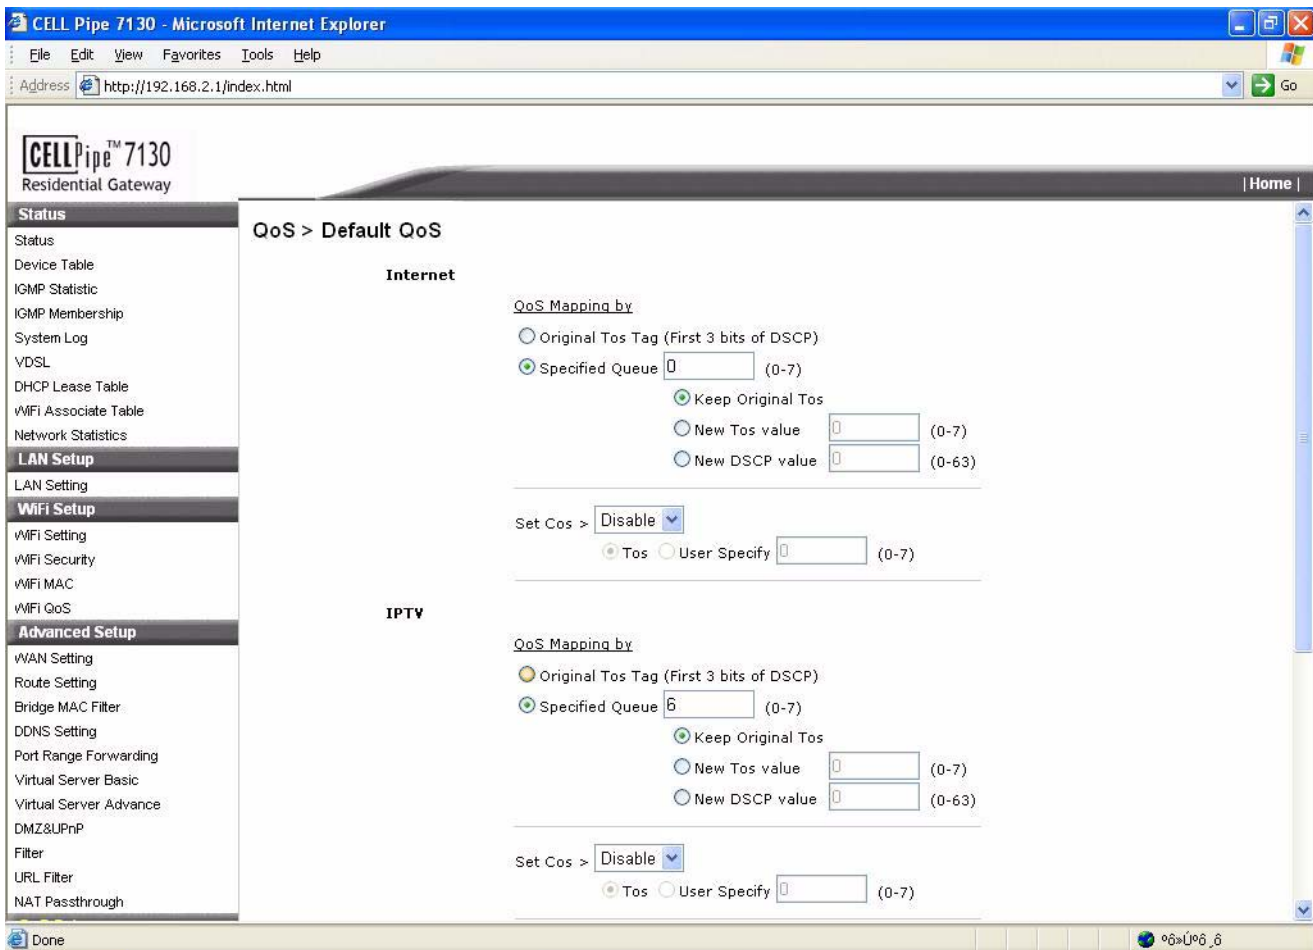 CELL Pipe 7130 - Microsoft Internet Explorer
File Edit View Favorites Tools Help
Address http://192.168.2.1/index.html Go
CELLPipe™ 7130
Residential Gateway
| Home |
Status
Status
Device Table
IGMP Statistic
IGMP Membership
System Log
VDSL
DHCP Lease Table
WiFi Associate Table
Network Statistics
LAN Setup
LAN Setting
WiFi Setup
WiFi Setting
WiFi Security
WiFi MAC
WiFi QoS
Advanced Setup
WAN Setting
Route Setting
Bridge MAC Filter
DDNS Setting
Port Range Forwarding
Virtual Server Basic
Virtual Server Advance
DMZ&UPnP
Filter
URL Filter
NAT Passthrough
QoS > Default QoS
Internet
QoS Mapping by
Original Tos Tag (First 3 bits of DSCP)
Specified Queue 0 (0-7)
Keep Original Tos
New Tos value 0 (0-7)
New DSCP value 0 (0-63)
Set Cos > Disable
Tos User Specify 0 (0-7)
IPTV
QoS Mapping by
Original Tos Tag (First 3 bits of DSCP)
Specified Queue 6 (0-7)
Keep Original Tos
New Tos value 0 (0-7)
New DSCP value 0 (0-63)
Set Cos > Disable
Tos User Specify 0 (0-7)
Done